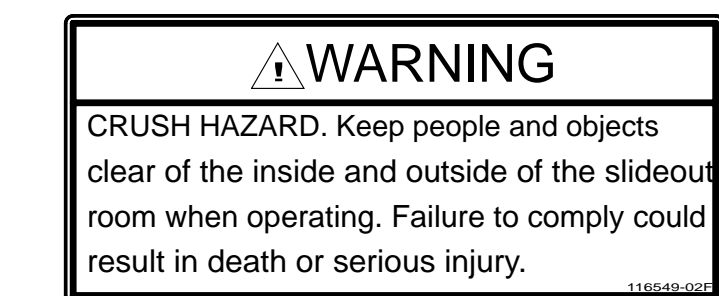 WARNING
CRUSH HAZARD. Keep people and objects
clear of the inside and outside of the slideout
room when operating. Failure to comply could
result in death or serious injury.
116549-02F